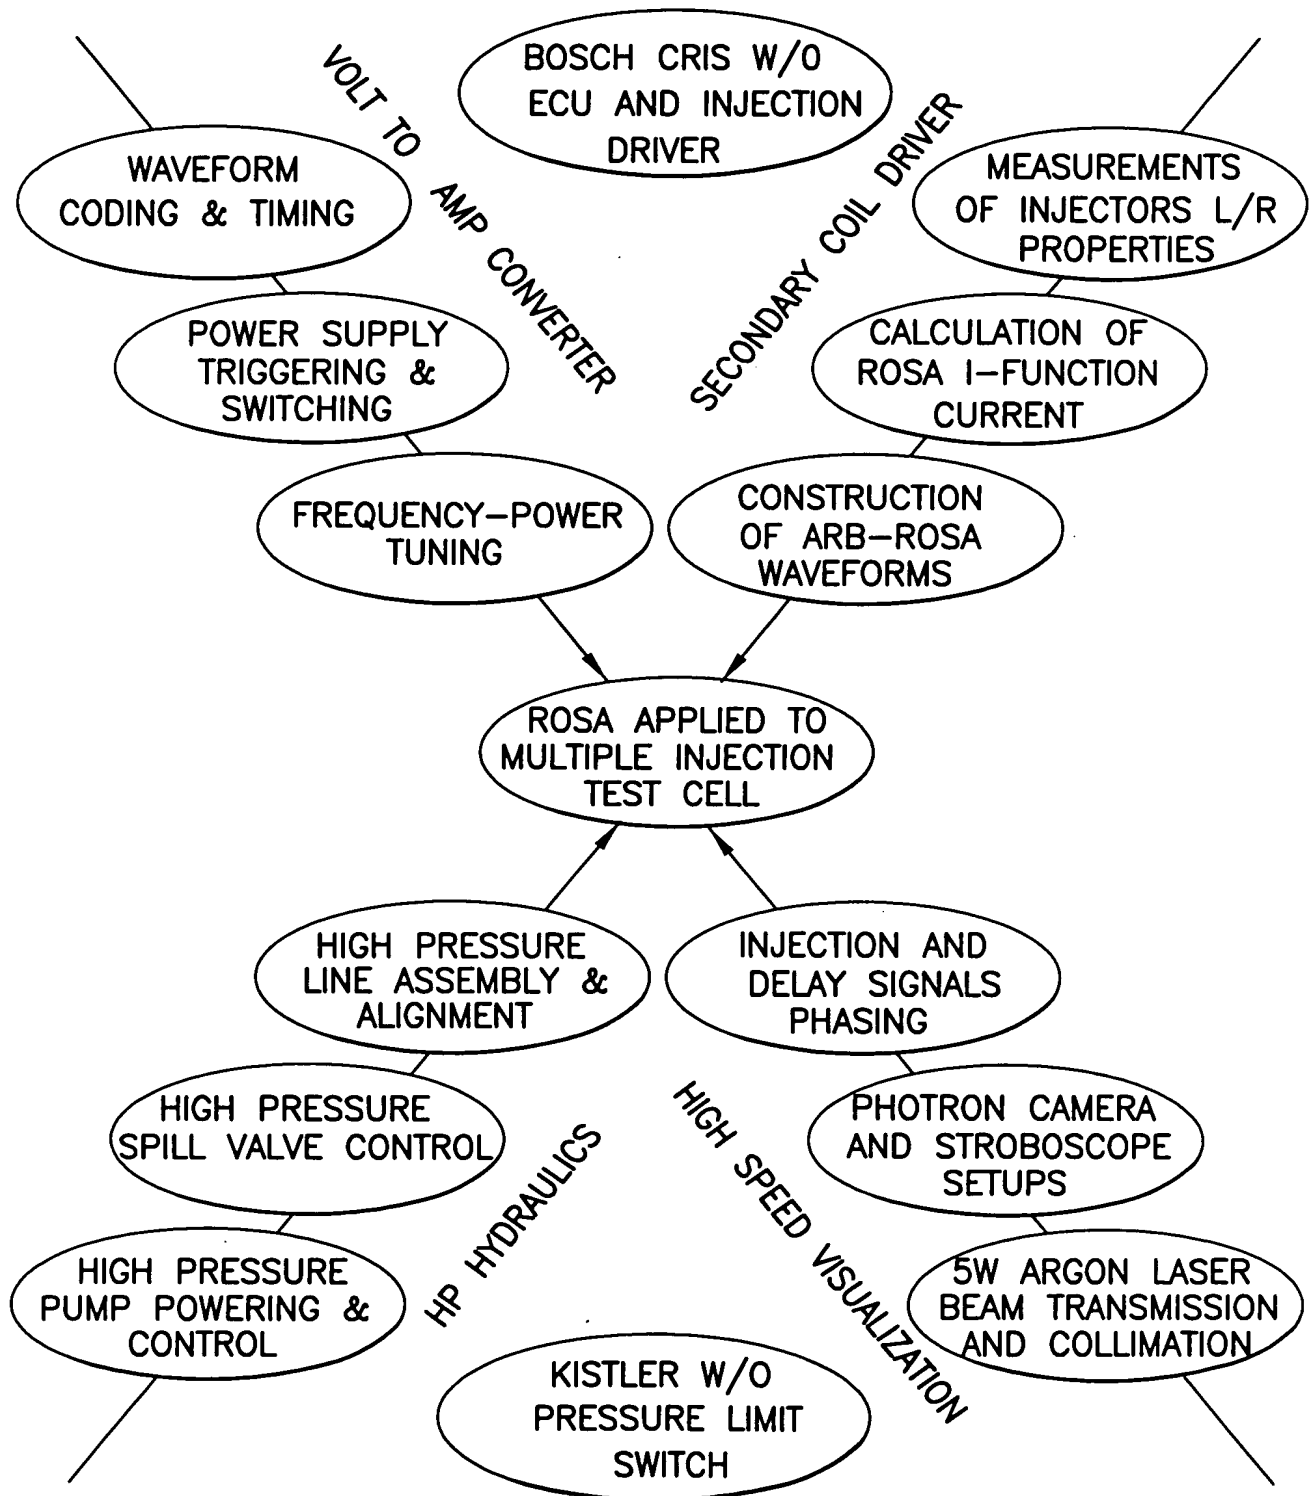 BOSCH CRIS W/O
ECU AND INJECTION
DRIVER
VOLT TO AMP CONVERTER
SECONDARY COIL DRIVER
WAVEFORM
CODING & TIMING
MEASUREMENTS
OF INJECTORS L/R
PROPERTIES
POWER SUPPLY
TRIGGERING &
SWITCHING
CALCULATION OF
ROSA I-FUNCTION
CURRENT
FREQUENCY-POWER
TUNING
CONSTRUCTION
OF ARB-ROSA
WAVEFORMS
ROSA APPLIED TO
MULTIPLE INJECTION
TEST CELL
HIGH PRESSURE
LINE ASSEMBLY &
ALIGNMENT
INJECTION AND
DELAY SIGNALS
PHASING
HIGH PRESSURE
SPILL VALVE CONTROL
PHOTRON CAMERA
AND STROBOSCOPE
SETUPS
HP HYDRAULICS
HIGH SPEED VISUALIZATION
HIGH PRESSURE
PUMP POWERING &
CONTROL
5W ARGON LASER
BEAM TRANSMISSION
AND COLLIMATION
KISTLER W/O
PRESSURE LIMIT
SWITCH